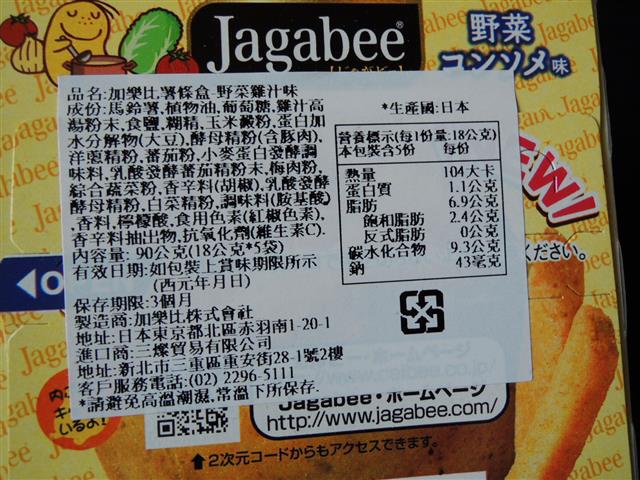 Jagabee®
野菜
コンソメ味
品名:加樂比薯條盒-野菜雞汁味
成份:馬鈴薯,植物油,葡萄糖,雞汁高
湯粉末,食鹽,糊精,玉米澱粉,蛋白加
水分解物(大豆),酵母精粉(含豚肉),
洋蔥精粉,蕃茄粉,小麥蛋白發酵調
味料,乳酸發酵蕃茄精粉末,梅肉粉,
綜合蔬菜粉,香辛料(胡椒),乳酸發酵
酵母精粉,白菜精粉,調味料(胺基酸)
,香料,檸檬酸,食用色素(紅椒色素),
香辛料抽出物,抗氧化劑(維生素C).
內容量: 90公克(18公克*5袋)
有效日期:如包裝上賞味期限所示
(西元年月日)
保存期限:3個月
製造商:加樂比株式會社
地址:日本東京都北區赤羽南1-20-1
進口商:三燦貿易有限公司
地址:新北市三重區重安街28-1號2樓
客戶服務電話:(02) 2296-5111
*請避免高溫潮濕,常溫下所保存.
*生產國:日本
營養標示(每1份量:18公克)
本包裝含5份 每份
熱量 104大卡
蛋白質 1.1公克
脂肪 6.9公克
飽和脂肪 2.4公克
反式脂肪 0公克
碳水化合物 9.3公克
鈉 43毫克
ください。
Jagabee・ホームページ
http://www.jagabee.com/
↑2次元コードからもアクセスできます。